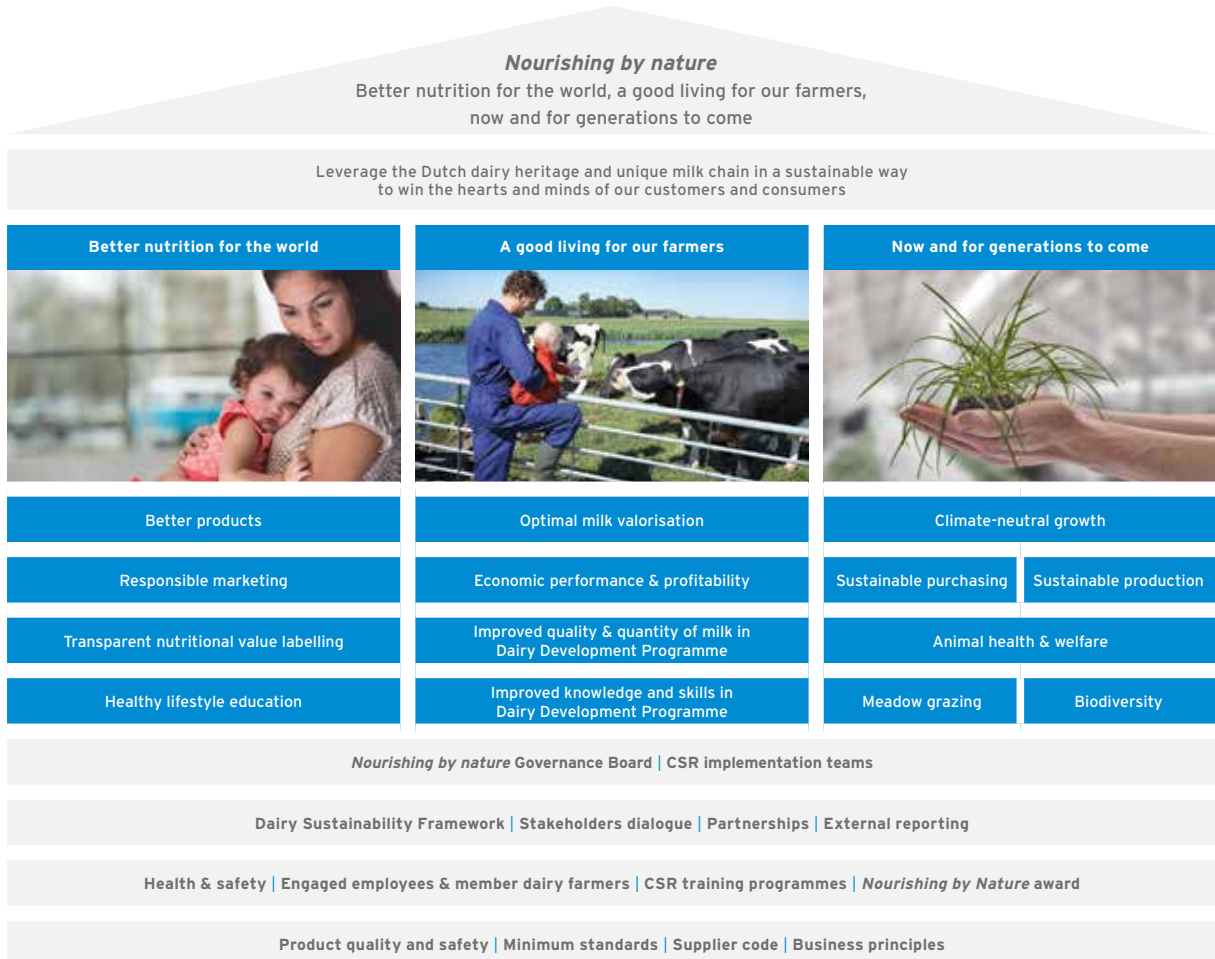 Nourishing by nature
Better nutrition for the world, a good living for our farmers,
now and for generations to come
Leverage the Dutch dairy heritage and unique milk chain in a sustainable way
to win the hearts and minds of our customers and consumers
Better nutrition for the world
Better products
Responsible marketing
Transparent nutritional value labelling
Healthy lifestyle education
A good living for our farmers
Optimal milk valorisation
Economic performance & profitability
Improved quality & quantity of milk in
Dairy Development Programme
Improved knowledge and skills in
Dairy Development Programme
Now and for generations to come
Climate-neutral growth
Sustainable purchasing
Sustainable production
Animal health & welfare
Meadow grazing
Biodiversity
Nourishing by nature Governance Board | CSR implementation teams
Dairy Sustainability Framework | Stakeholders dialogue | Partnerships | External reporting
Health & safety | Engaged employees & member dairy farmers | CSR training programmes | Nourishing by Nature award
Product quality and safety | Minimum standards | Supplier code | Business principles